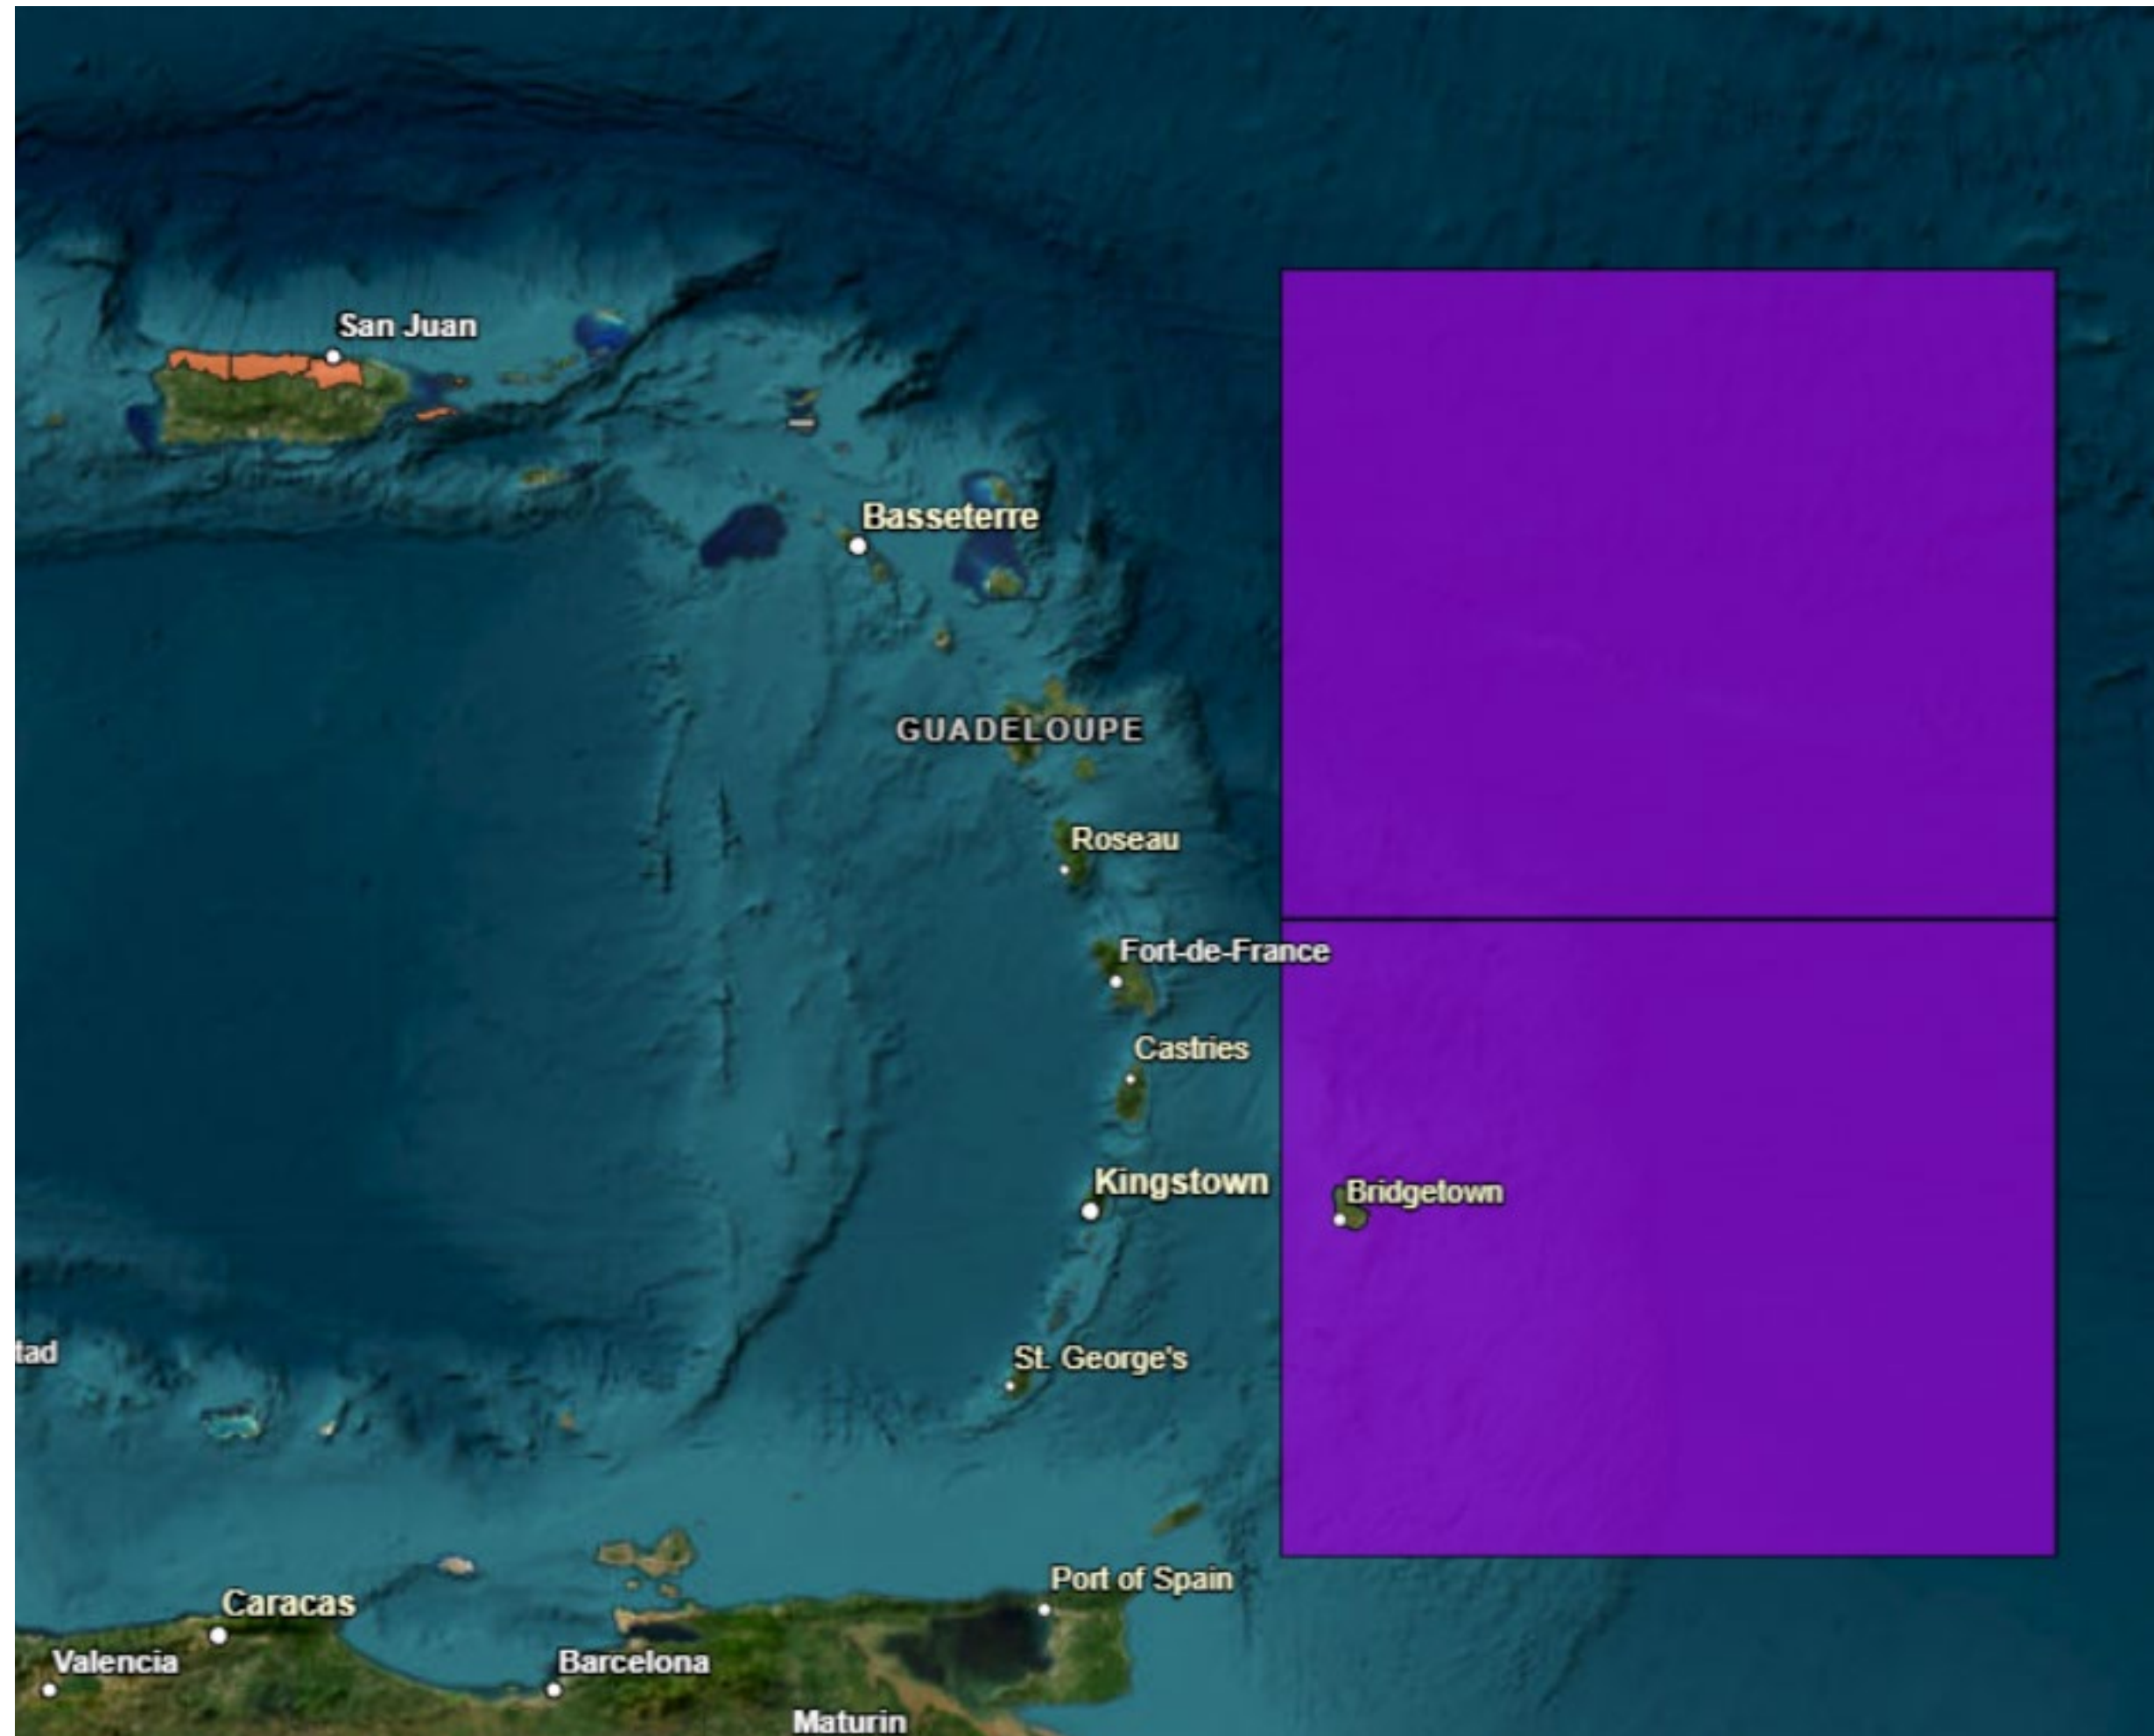 San Juan
Basseterre
GUADELOUPE
Roseau
Fort-de-France
Castries
Kingstown
Bridgetown
tad
St. George's
Port of Spain
Caracas
Valencia
Barcelona
Maturin